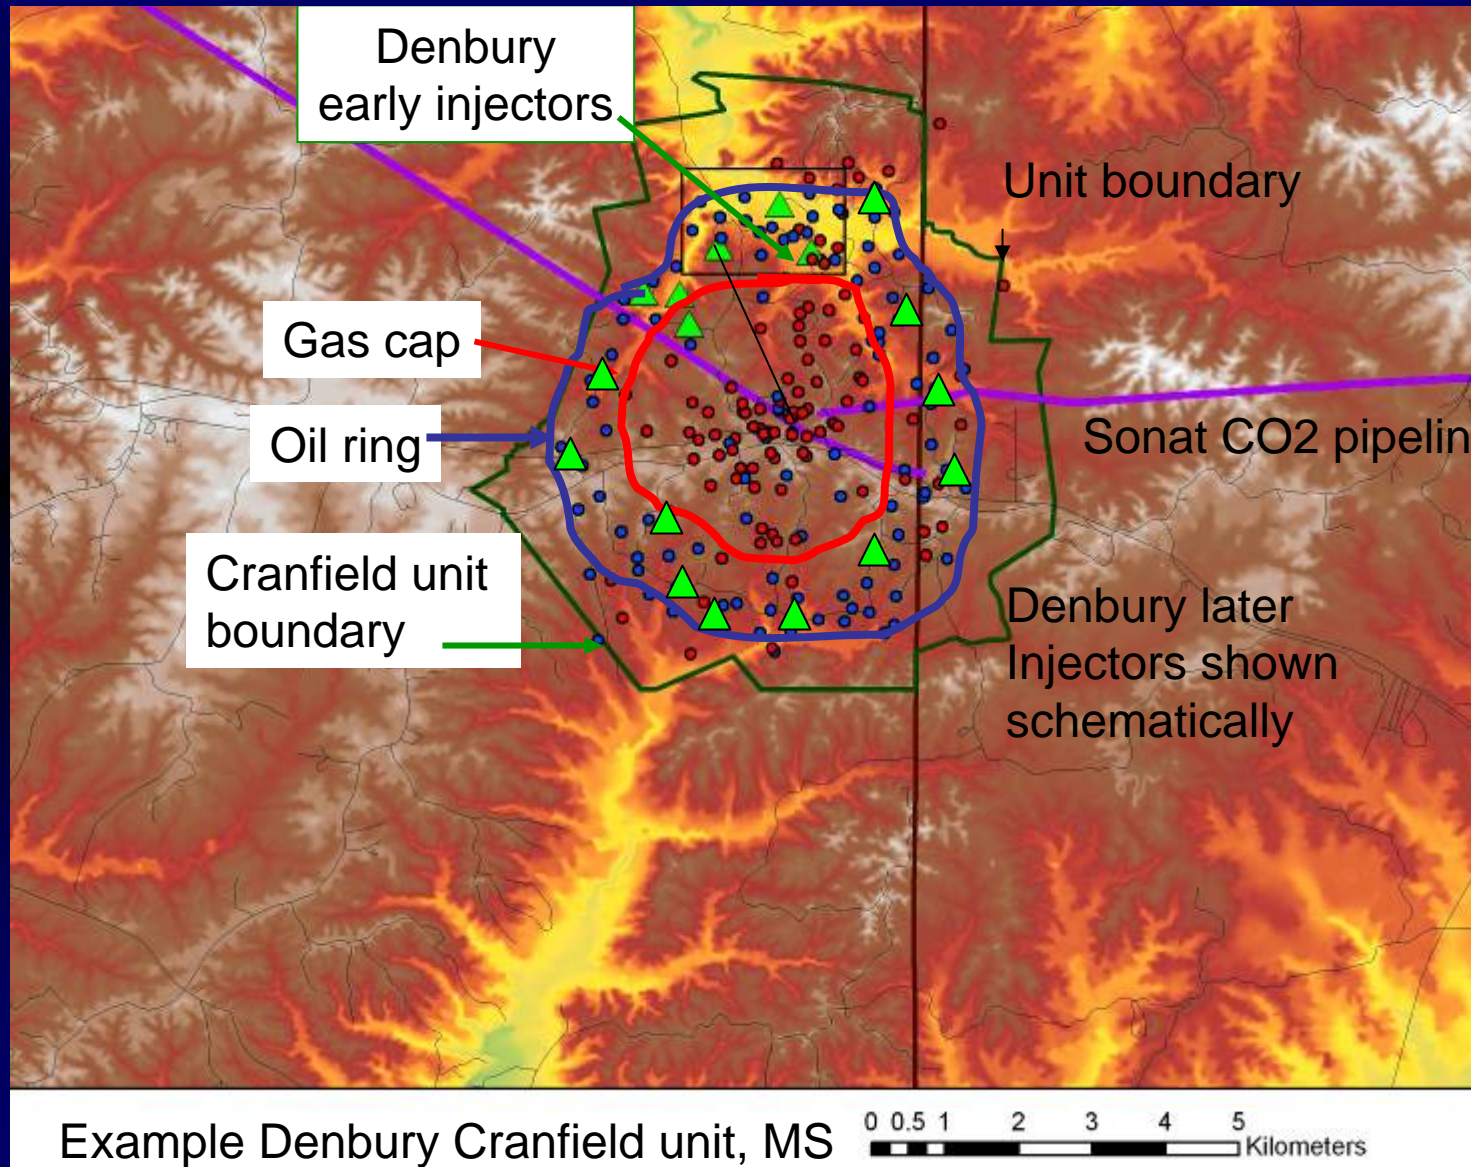 Denbury
early injectors
Unit boundary
Gas cap
Oil ring
Sonat CO2 pipelin
Cranfield unit
boundary
Denbury later
Injectors shown
schematically
Example Denbury Cranfield unit, MS
0 0.5 1 2 3 4 5
Kilometers